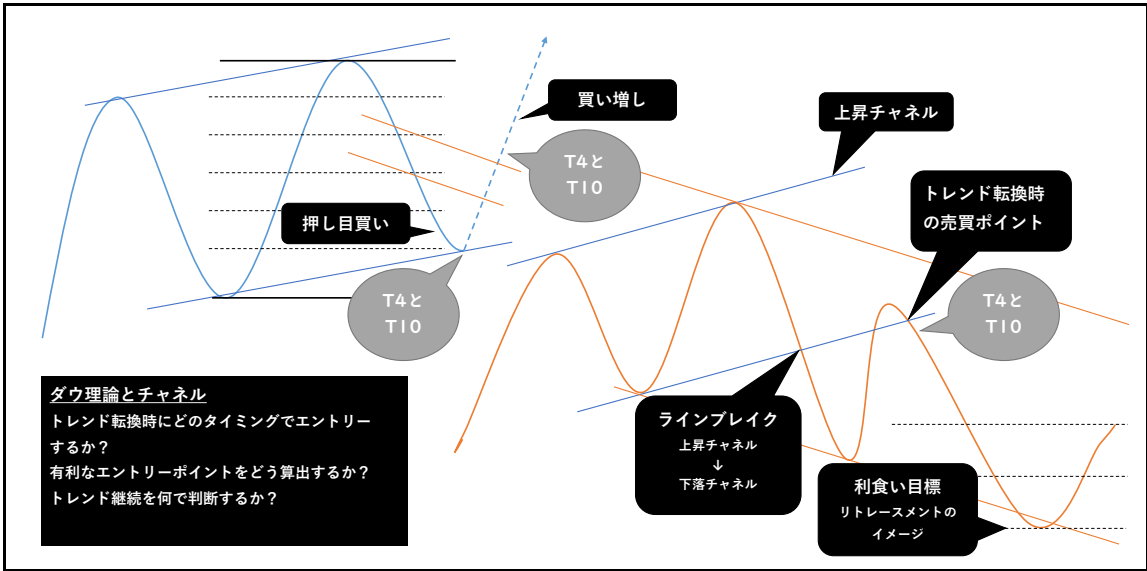 買い増し
上昇チャネル
T4と
T10
トレンド転換時
の売買ポイント
押し目買い
T4と
T10
T4と
T10
ダウ理論とチャネル
トレンド転換時にどのタイミングでエントリー
するか？
有利なエントリーポイントをどう算出するか？
トレンド継続を何で判断するか？
ラインブレイク
上昇チャネル
↓
下落チャネル
利食い目標
リトレースメントの
イメージ